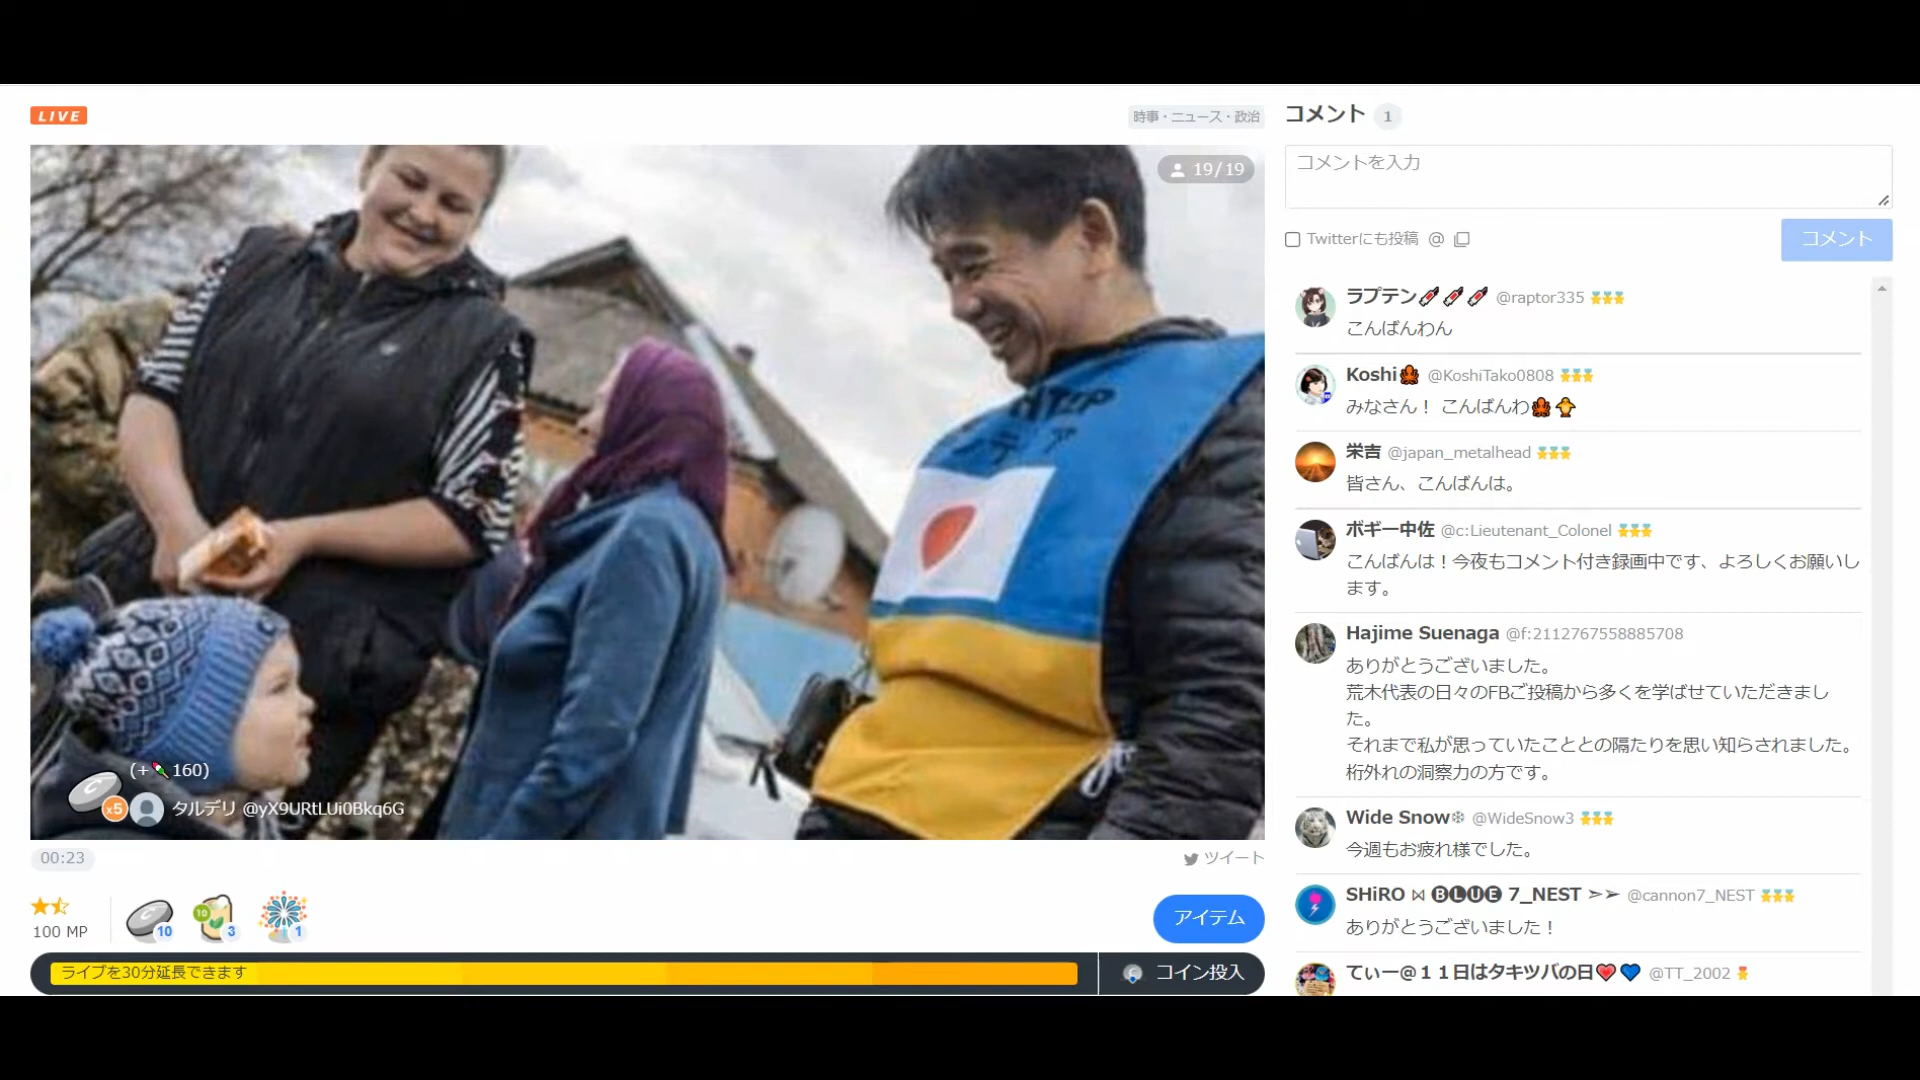 LIVE
時事・ニュース・政治
19/19
(+160)
x5
タルデリ @yX9URtLUi0Bkq6G
00:23
ツイート
100 MP
10
10
3
1
アイテム
ライブを30分延長できます
コイン投入
コメント 1
コメントを入力
Twitterにも投稿 @
コメント
ラプテン @raptor335
こんばんわん
Koshi @KoshiTako0808
みなさん！ こんばんわ
栄吉 @japan_metalhead
皆さん、こんばんは。
ボギー中佐 @c:Lieutenant_Colonel
こんばんは！今夜もコメント付き録画中です、よろしくお願いし
ます。
Hajime Suenaga @f:2112767558885708
ありがとうございました。
荒木代表の日々のFBご投稿から多くを学ばせていただきまし
た。
それまで私が思っていたこととの隔たりを思い知らされました。
桁外れの洞察力の方です。
Wide Snow❄ @WideSnow3
今週もお疲れ様でした。
SHiRO ⋈ 🅑🅛🅤🅔 7_NEST ➣➢ @cannon7_NEST
ありがとうございました！
てぃー@１１日はタキツバの日❤💙 @TT_2002